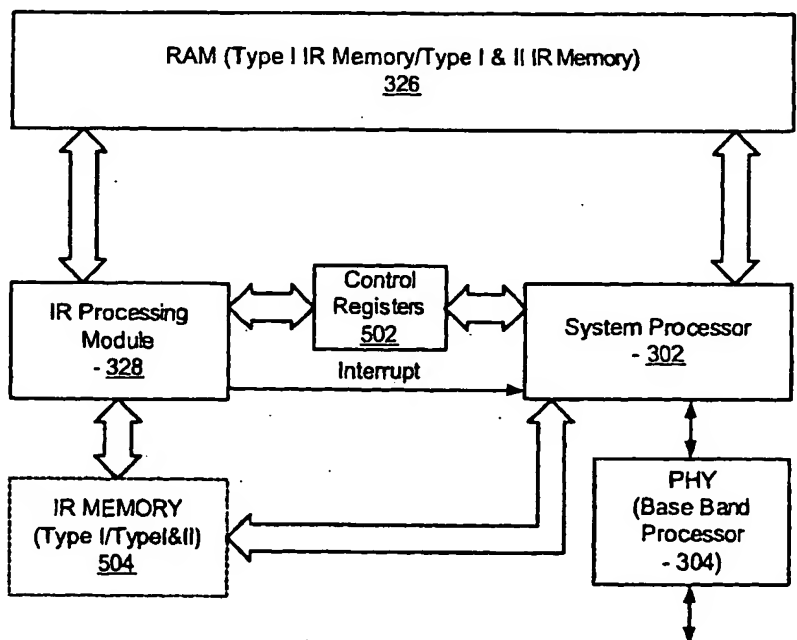 RAM (Type I IR Memory/Type I & II IR Memory)
326
IR Processing
Module
- 328
Control
Registers
502
Interrupt
System Processor
- 302
IR MEMORY
(Type I/TypeI&II)
504
PHY
(Base Band
Processor
- 304)